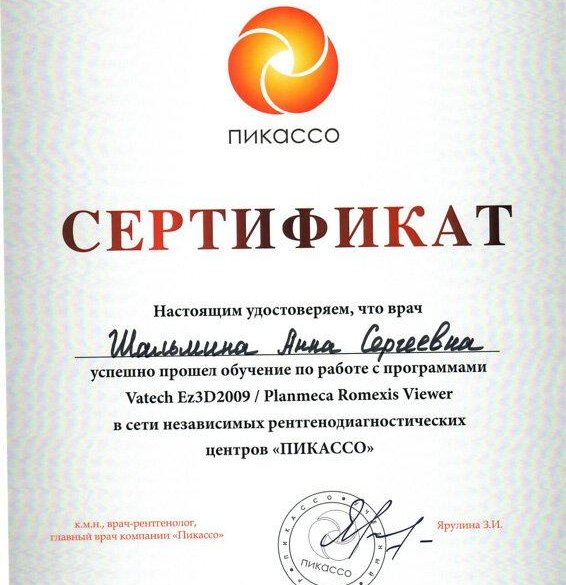 ПИКАССО
СЕРТИФИКАТ
Настоящим удостоверяем, что врач
Шальмина Анна Сергеевна
успешно прошел обучение по работе с программами
Vatech Ez3D2009 / Planmeca Romexis Viewer
в сети независимых рентгенодиагностических
центров «ПИКАССО»
к.м.н., врач-рентгенолог,
главный врач компании «Пикассо»
Ярулина З.И.
ПИКАССО
ПИКАССО